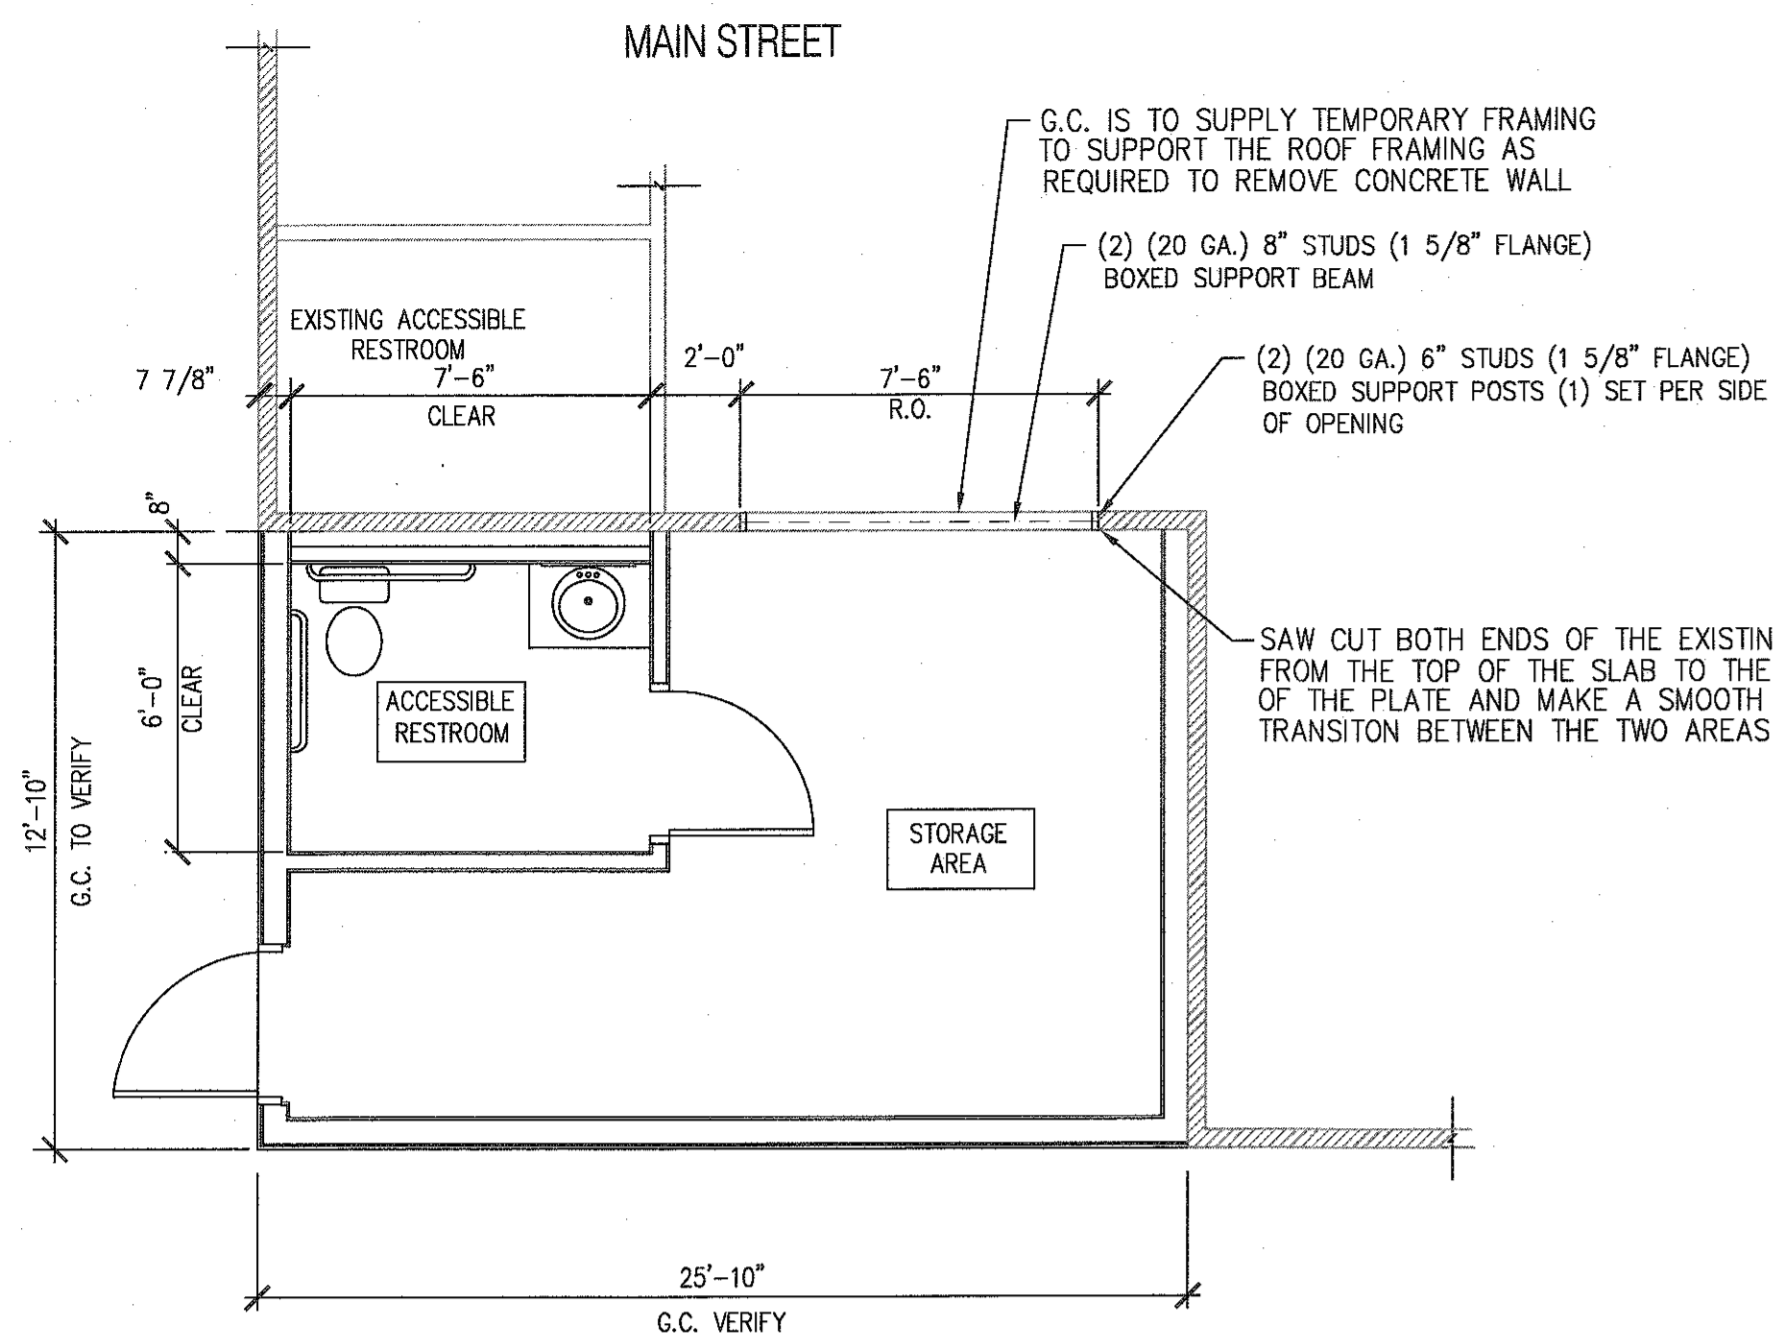 MAIN STREET
G.C. IS TO SUPPLY TEMPORARY FRAMING
TO SUPPORT THE ROOF FRAMING AS
REQUIRED TO REMOVE CONCRETE WALL
(2) (20 GA.) 8" STUDS (1 5/8" FLANGE)
BOXED SUPPORT BEAM
EXISTING ACCESSIBLE
RESTROOM
7 7/8"
7'-6"
CLEAR
2'-0"
7'-6"
R.O.
(2) (20 GA.) 6" STUDS (1 5/8" FLANGE)
BOXED SUPPORT POSTS (1) SET PER SIDE
OF OPENING
8"
6'-0"
CLEAR
12'-10"
G.C. TO VERIFY
ACCESSIBLE
RESTROOM
SAW CUT BOTH ENDS OF THE EXISTIN
FROM THE TOP OF THE SLAB TO THE
OF THE PLATE AND MAKE A SMOOTH
TRANSITON BETWEEN THE TWO AREAS
STORAGE
AREA
25'-10"
G.C. VERIFY